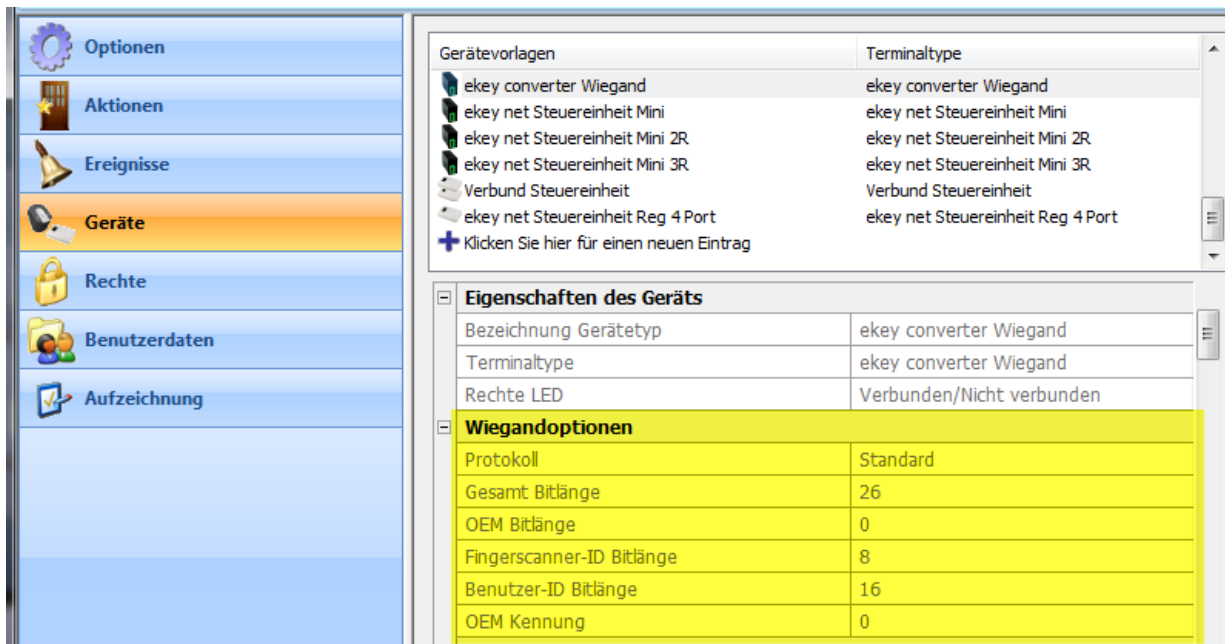 Optionen
Aktionen
Ereignisse
Geräte
Rechte
Benutzerdaten
Aufzeichnung
Gerätevorlagen Terminaltype
ekey converter Wiegand ekey converter Wiegand
ekey net Steuereinheit Mini ekey net Steuereinheit Mini
ekey net Steuereinheit Mini 2R ekey net Steuereinheit Mini 2R
ekey net Steuereinheit Mini 3R ekey net Steuereinheit Mini 3R
Verbund Steuereinheit Verbund Steuereinheit
ekey net Steuereinheit Reg 4 Port ekey net Steuereinheit Reg 4 Port
Klicken Sie hier für einen neuen Eintrag
Eigenschaften des Geräts
Bezeichnung Gerätetyp ekey converter Wiegand
Terminaltype ekey converter Wiegand
Rechte LED Verbunden/Nicht verbunden
Wiegandoptionen
Protokoll Standard
Gesamt Bitlänge 26
OEM Bitlänge 0
Fingerscanner-ID Bitlänge 8
Benutzer-ID Bitlänge 16
OEM Kennung 0